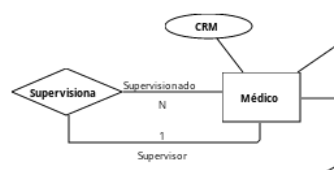 CRM
Supervisionado
Supervisiona
Médico
N
1
Supervisor